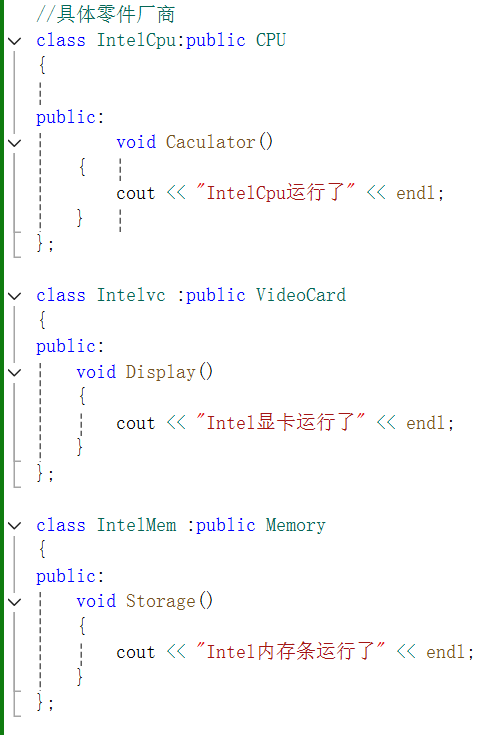 //具体零件厂商
class IntelCpu:public CPU
{
public:
void Caculator()
{
cout << "IntelCpu运行了" << endl;
}
};
class Intelvc :public VideoCard
{
public:
void Display()
{
cout << "Intel显卡运行了" << endl;
}
};
class IntelMem :public Memory
{
public:
void Storage()
{
cout << "Intel内存条运行了" << endl;
}
};